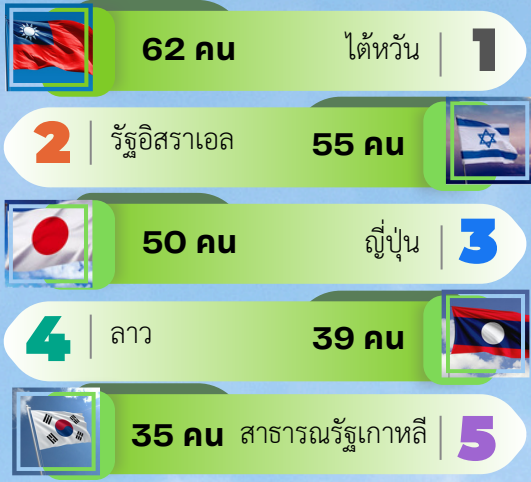 62 คน ไต้หวัน 1
2 รัฐอิสราเอล 55 คน
50 คน ญี่ปุ่น 3
4 ลาว 39 คน
35 คน สาธารณรัฐเกาหลี 5